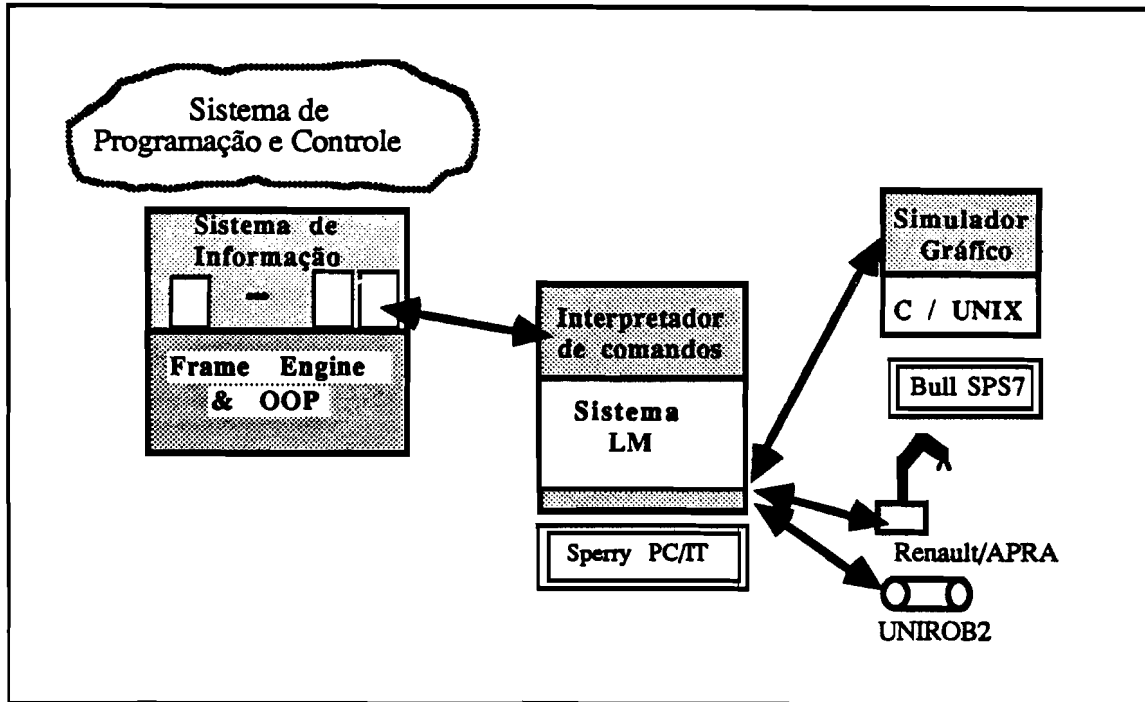 Sistema de
Programação e Controle
Sistema de
Informação
Frame Engine
& OOP
Interpretador
de comandos
Sistema
LM
Sperry PC/IT
Simulador
Gráfico
C / UNIX
Bull SPS7
Renault/APRA
UNIROB2